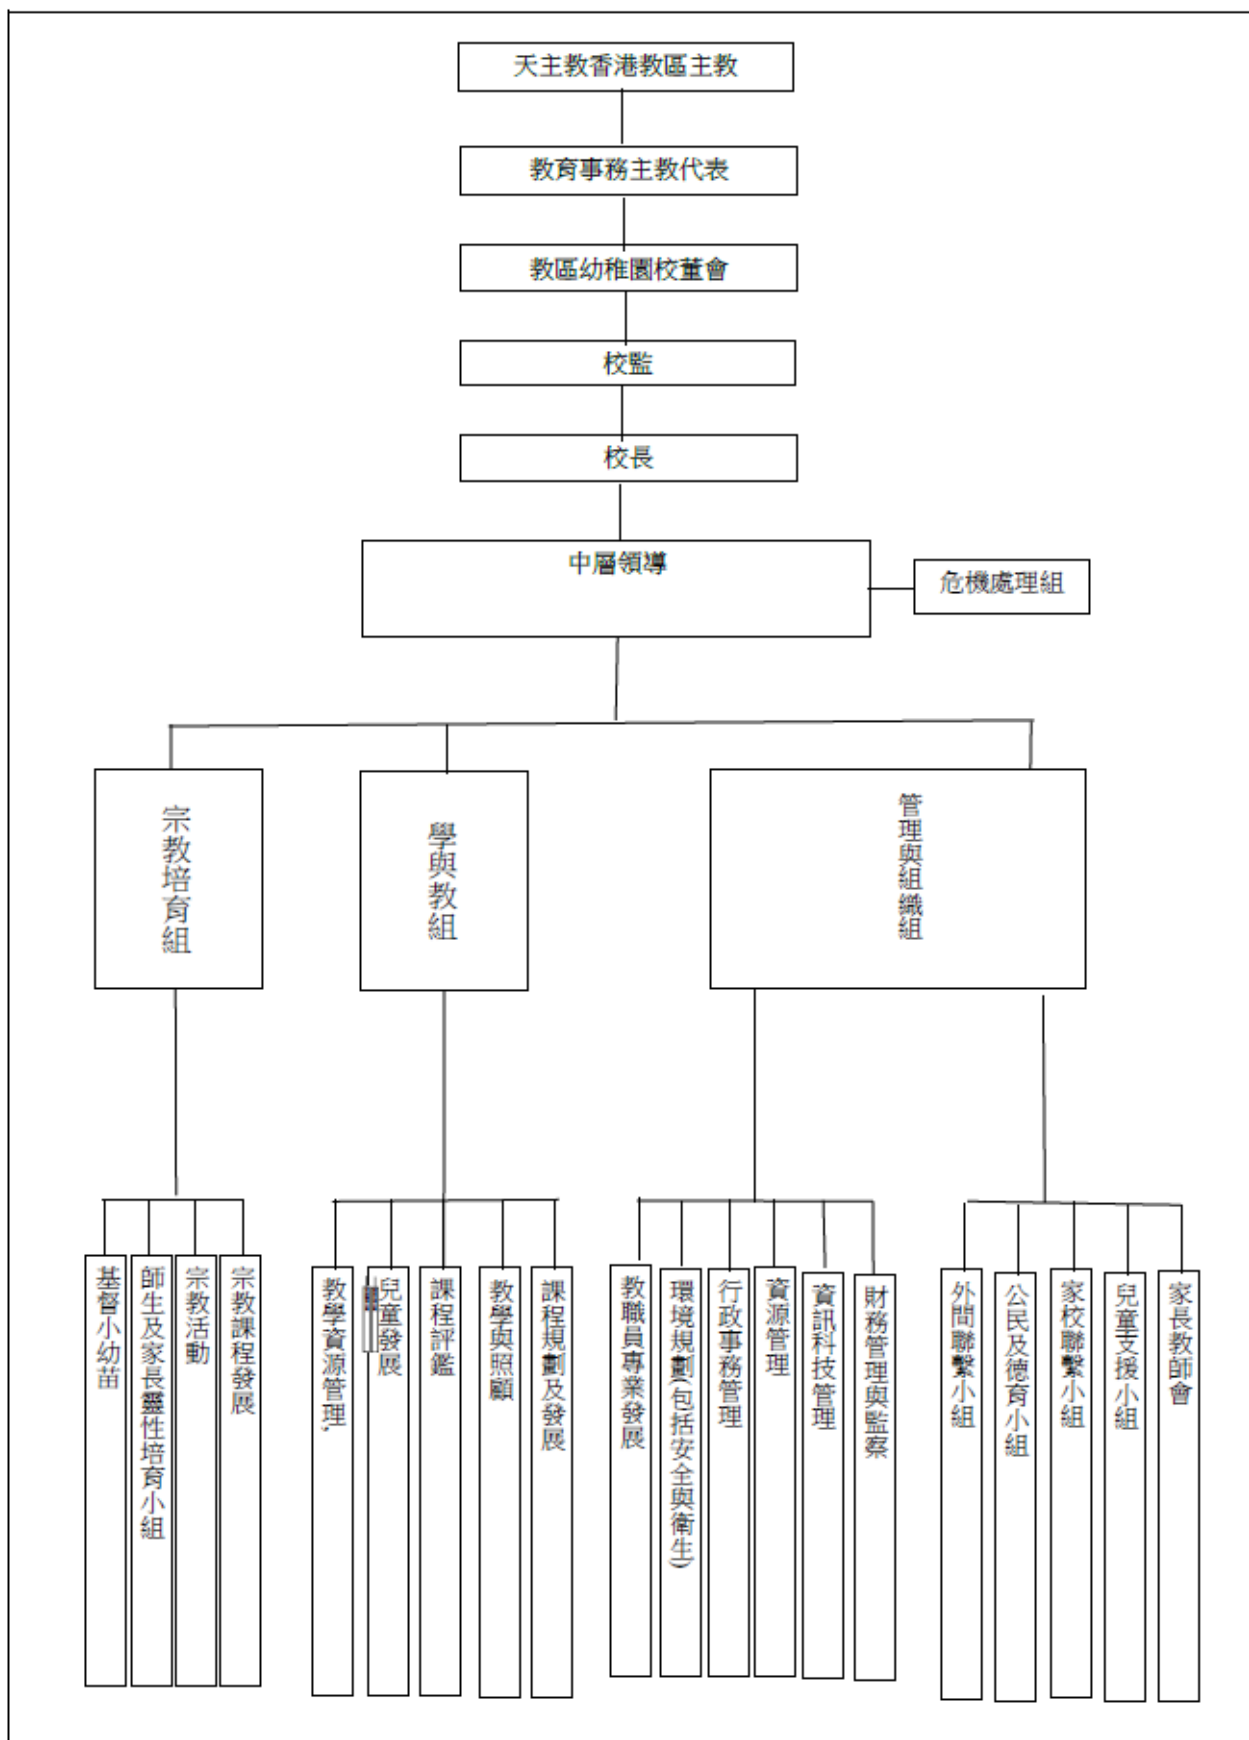 天主教香港教區主教
教育事務主教代表
教區幼稚園校董會
校監
校長
中層領導
危機處理組
宗教培育組
學與教組
管理與組織組
基督小幼苗
師生及家長靈性培育小組
宗教活動
宗教課程發展
教學資源管理,
兒童發展
課程評鑑
教學與照顧
課程規劃及發展
教職員專業發展
環境規劃(包括安全與衛生)
行政事務管理
資源管理
資訊科技管理
財務管理與監察
外間聯繫小組
公民及德育小組
家校聯繫小組
兒童支援小組
家長教師會